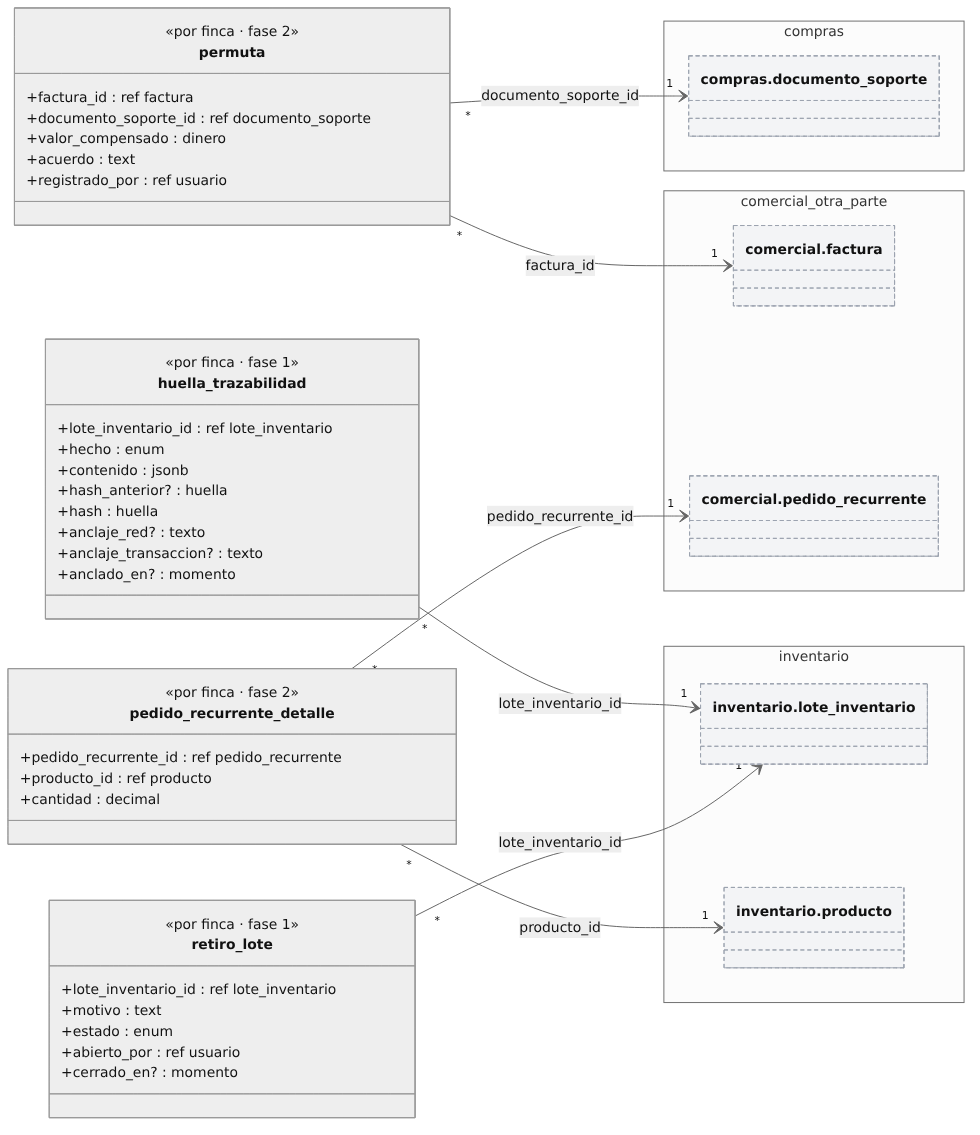 «por finca · fase 2»
permuta
+factura_id : ref factura
+documento_soporte_id : ref documento_soporte
+valor_compensado : dinero
+acuerdo : text
+registrado_por : ref usuario
documento_soporte_id
*
1
compras
compras.documento_soporte
*
factura_id
1
comercial_otra_parte
comercial.factura
«por finca · fase 1»
huella_trazabilidad
+lote_inventario_id : ref lote_inventario
+hecho : enum
+contenido : jsonb
+hash_anterior? : huella
+hash : huella
+anclaje_red? : texto
+anclaje_transaccion? : texto
+anclado_en? : momento
pedido_recurrente_id
1
comercial.pedido_recurrente
*
*
«por finca · fase 2»
pedido_recurrente_detalle
+pedido_recurrente_id : ref pedido_recurrente
+producto_id : ref producto
+cantidad : decimal
lote_inventario_id
1
inventario
inventario.lote_inventario
1
lote_inventario_id
*
*
producto_id
1
inventario.producto
«por finca · fase 1»
retiro_lote
+lote_inventario_id : ref lote_inventario
+motivo : text
+estado : enum
+abierto_por : ref usuario
+cerrado_en? : momento